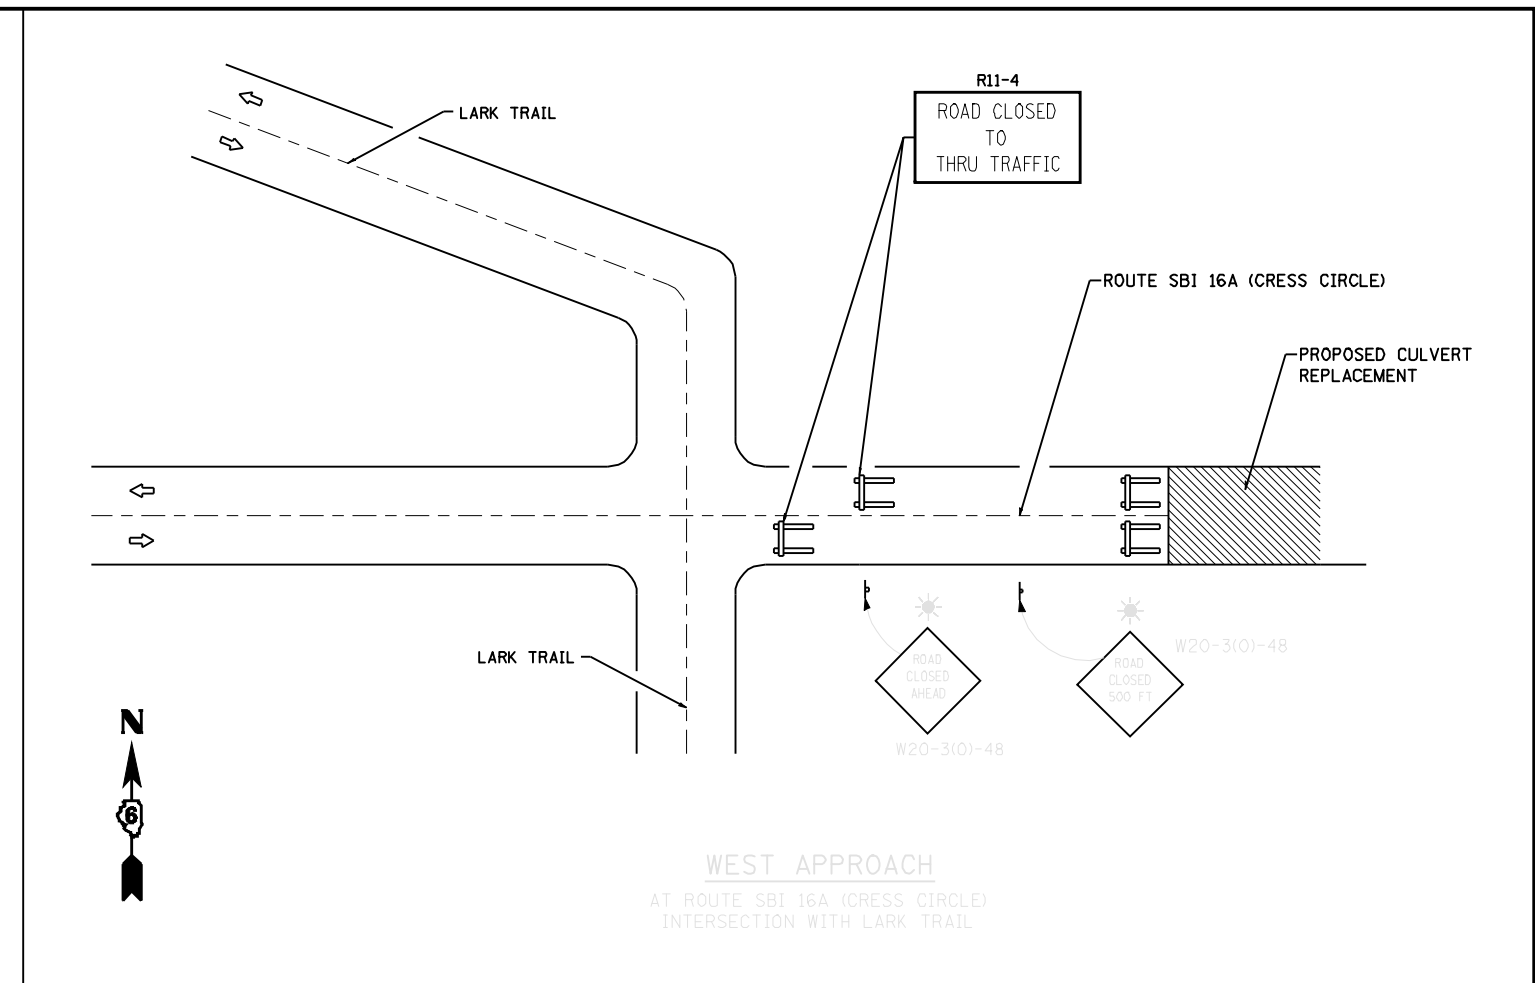 R11-4
ROAD CLOSED
TO
THRU TRAFFIC
LARK TRAIL
ROUTE SBI 16A (CRESS CIRCLE)
PROPOSED CULVERT
REPLACEMENT
LARK TRAIL
W20-3(O)-48
ROAD
CLOSED
AHEAD
ROAD
CLOSED
500 FT
W20-3(O)-48
N
6
WEST APPROACH
AT ROUTE SBI 16A (CRESS CIRCLE)
INTERSECTION WITH LARK TRAIL